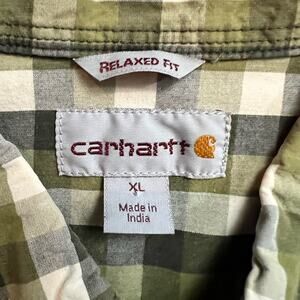 RELAXED FIT
carhartt
XL
Made in
India